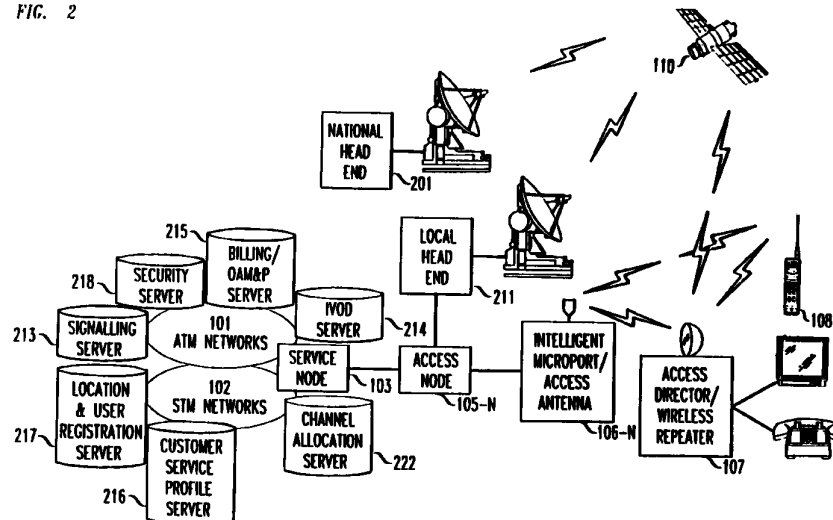 FIG. 2
110
NATIONAL
HEAD
END
201
LOCAL
HEAD
END
211
215
BILLING/
OAM&P
SERVER
218
SECURITY
SERVER
213
SIGNALLING
SERVER
101
ATM NETWORKS
IVOD
SERVER
214
SERVICE
NODE
103
ACCESS
NODE
105-N
INTELLIGENT
MICROPORT/
ACCESS
ANTENNA
106-N
ACCESS
DIRECTOR/
WIRELESS
REPEATER
107
108
LOCATION
& USER
REGISTRATION
SERVER
217
102
STM NETWORKS
CUSTOMER
SERVICE
PROFILE
SERVER
216
CHANNEL
ALLOCATION
SERVER
222